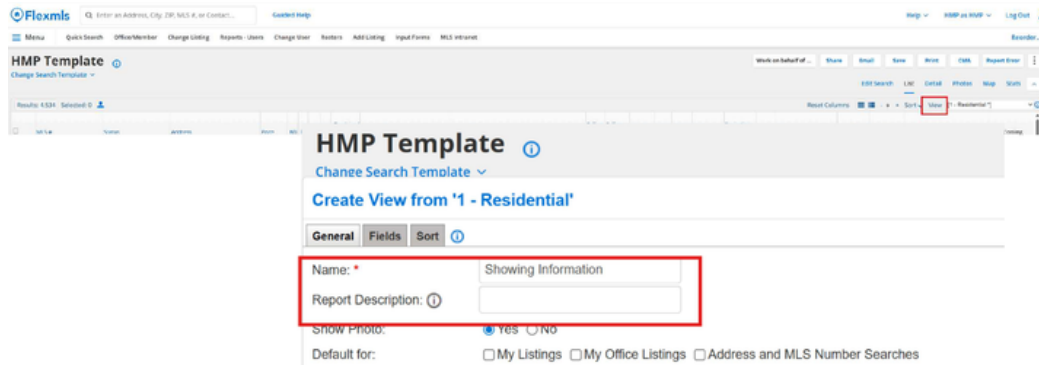 Flexmls Enter an Address, City, ZIP, MLS #, or Contact... Guided Help Help HMP as HMP Log Out
Menu Quick Search Office/Member Change Listing Reports - Users Change User Rosters Add Listing Input Forms MLS Intranet Reorder...
HMP Template Work on behalf of ... Share Email Save Print CMA Report Error
Change Search Template Edit Search List Detail Photos Map Stats
Results: 4,534 Selected: 0 Reset Columns Sort View [1 - Residential *]
HMP Template
Change Search Template
Create View from '1 - Residential'
General Fields Sort
Name: * Showing Information
Report Description:
Show Photo: Yes No
Default for: My Listings My Office Listings Address and MLS Number Searches